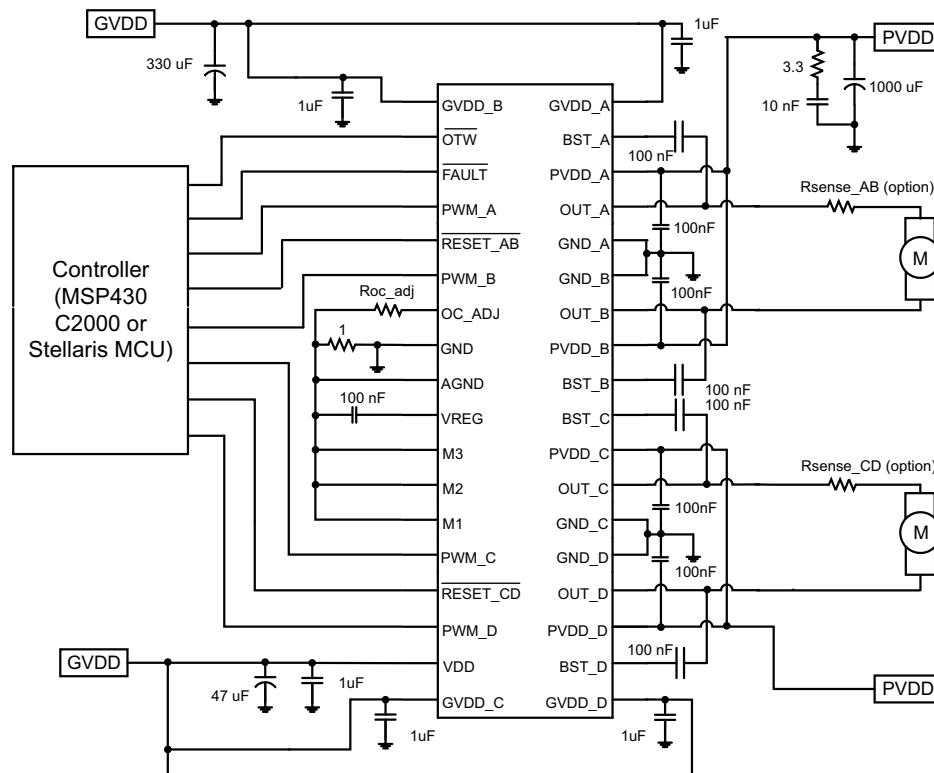 GVDD
330 uF
1uF
1uF
PVDD
3.3
10 nF
1000 uF
Controller
(MSP430
C2000 or
Stellaris MCU)
GVDD_B
OTW
FAULT
PWM_A
RESET_AB
PWM_B
Roc_adj
OC_ADJ
1
GND
AGND
100 nF
VREG
M3
M2
M1
PWM_C
RESET_CD
PWM_D
VDD
GVDD_C
GVDD_A
BST_A
PVDD_A
OUT_A
GND_A
GND_B
OUT_B
PVDD_B
BST_B
BST_C
PVDD_C
OUT_C
GND_C
GND_D
OUT_D
PVDD_D
BST_D
GVDD_D
100 nF
Rsense_AB (option)
100nF
M
100nF
100 nF
100 nF
Rsense_CD (option)
100nF
M
100nF
100 nF
PVDD
GVDD
47 uF
1uF
1uF
1uF